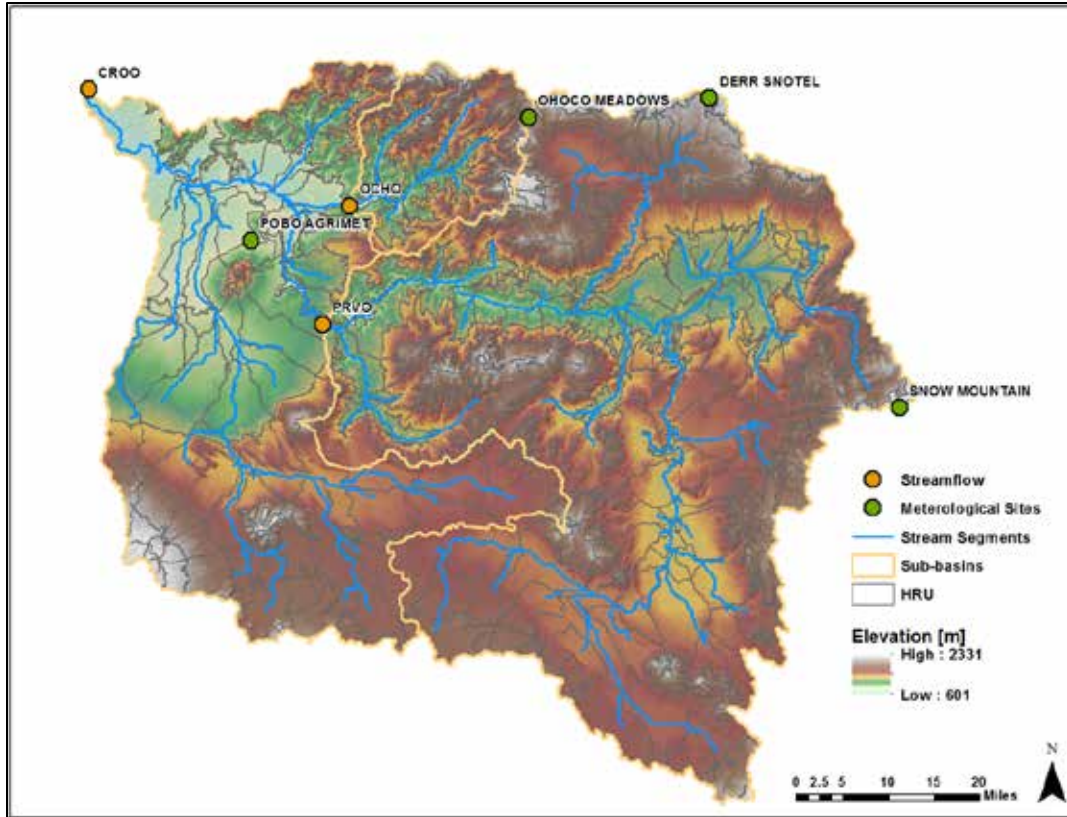 CROO
DERR SNOTEL
OHOCO MEADOWS
OCHO
POBO AGRIMET
PRVO
SNOW MOUNTAIN
Streamflow
Meterological Sites
Stream Segments
Sub-basins
HRU
Elevation [m]
High : 2331
Low : 601
N
0 2.5 5 10 15 20
Miles